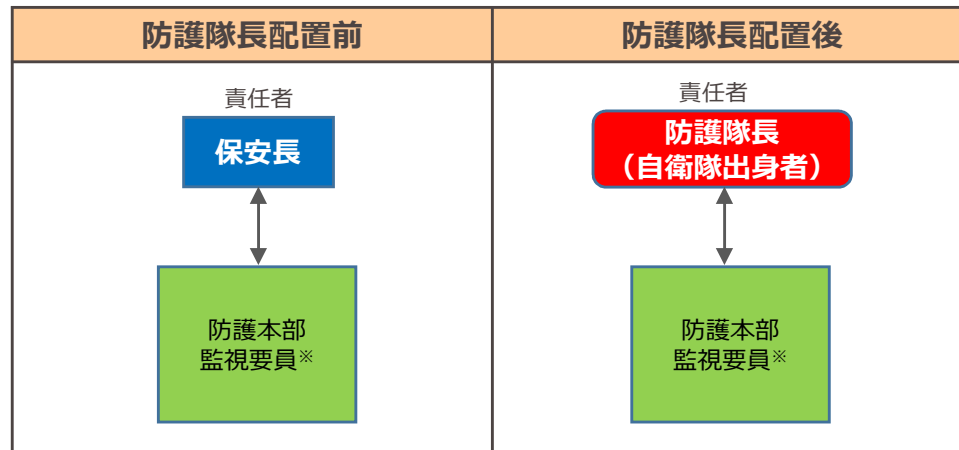 防護隊長配置前
防護隊長配置後
責任者
保安長
防護本部
監視要員※
責任者
防護隊長
（自衛隊出身者）
防護本部
監視要員※